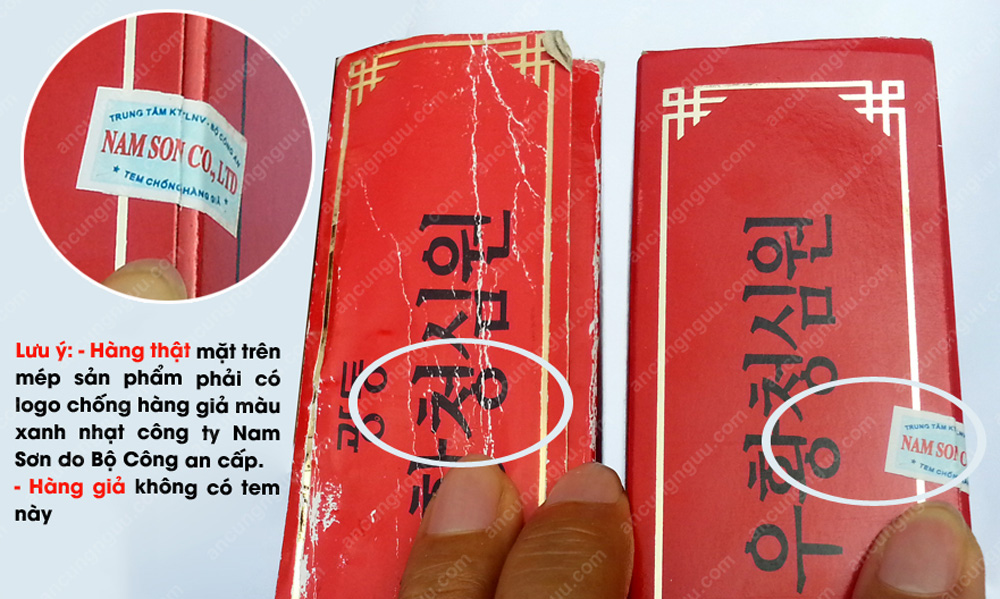 TRUNG TÂM KT-LNV - BỘ CÔNG AN
NAM SON CO., LTD
★ TEM CHỐNG HÀNG GIẢ ★
Lưu ý: - Hàng thật mặt trên
mép sản phẩm phải có
logo chống hàng giả màu
xanh nhạt công ty Nam
Sơn do Bộ Công an cấp.
- Hàng giả không có tem
này
광동
황청심원
우황청심원
TRUNG TÂM KT-LNV
NAM SON C
★ TEM CHỐNG
ancungnguu.com